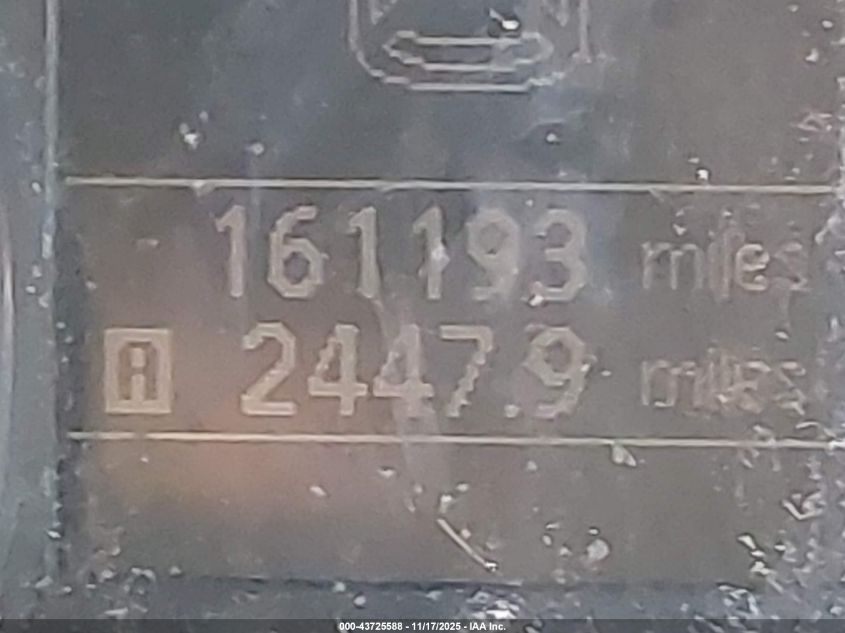 161193 miles
A 2447.9 miles
000-43725588 - 11/17/2025 - IAA Inc.